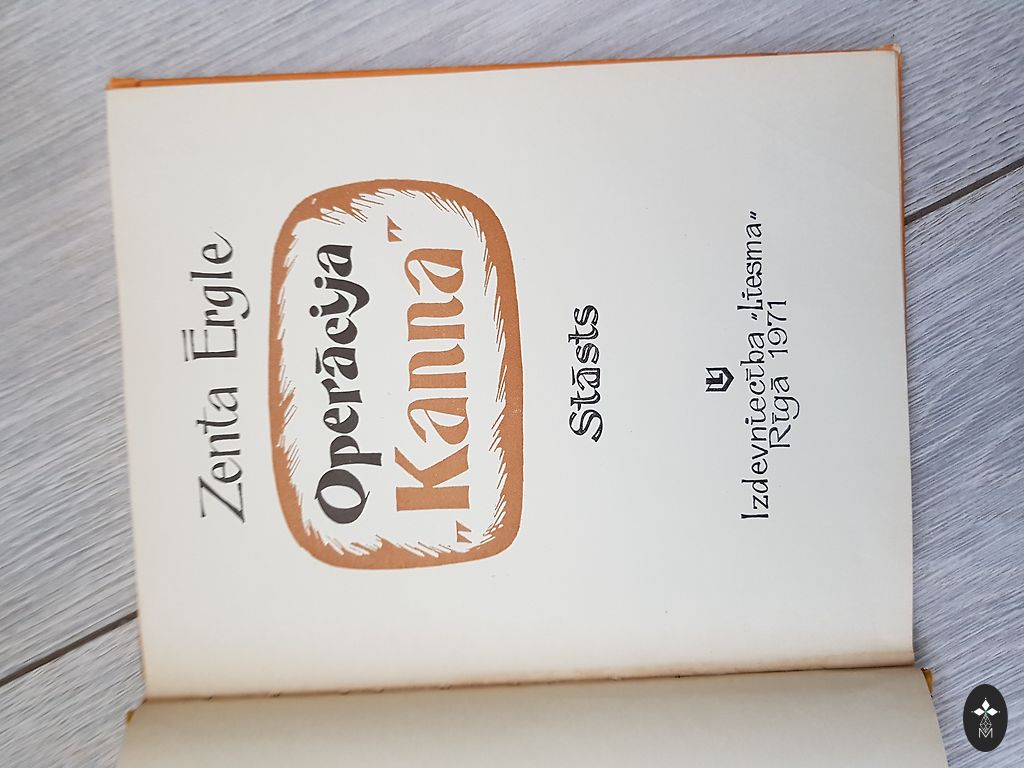 Zenta Ērgle
Operācija
„Kanna”
Stāsts
Izdevniecība „Liesma”
Rīgā 1971